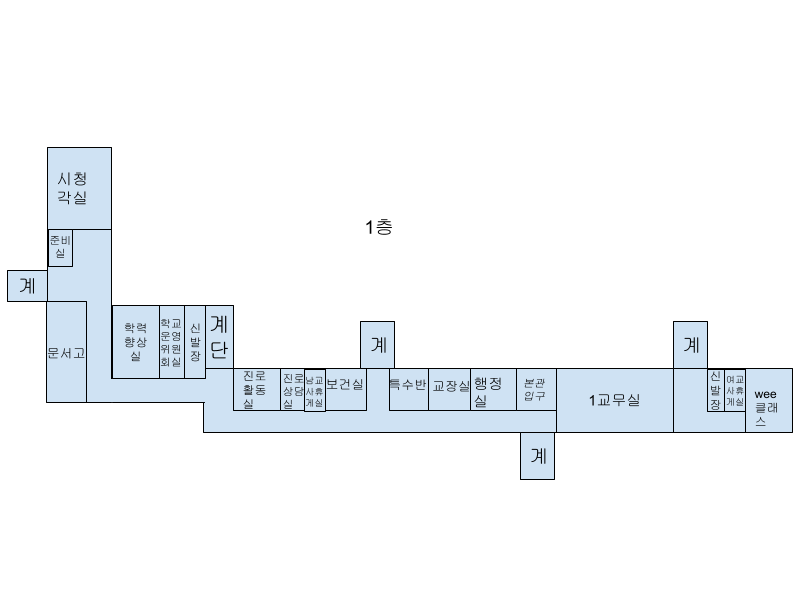 시청
각실
1층
준비
실
계
학력
향상
실
학교
운영
위원
회실
신
발
장
계
단
문서고
계
계
진로
활동
실
진로
상담
실
남교
사휴
게실
보건실
특수반
교장실
행정
실
본관
입구
1교무실
신
발
장
여교
사휴
게실
wee
클래
스
계